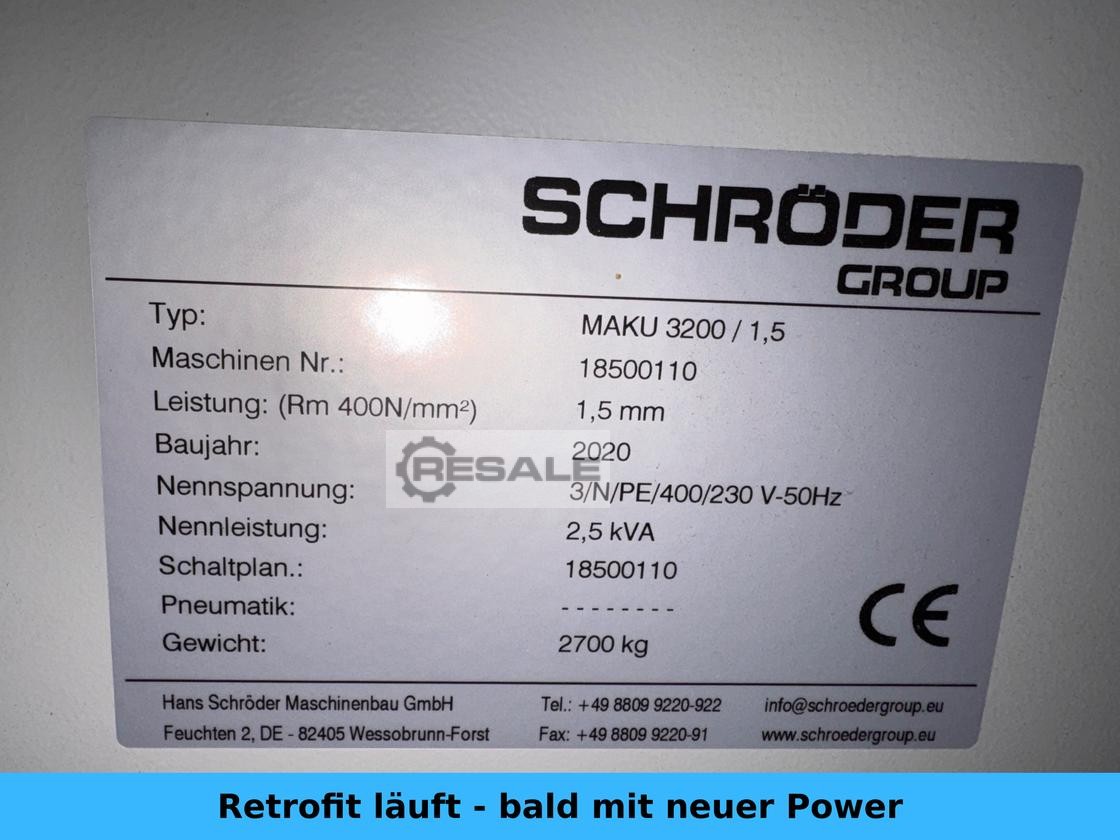 SCHRÖDER
GROUP
Typ: MAKU 3200 / 1,5
Maschinen Nr.: 18500110
Leistung: (Rm 400N/mm²) 1,5 mm
Baujahr: 2020
RESALE
Nennspannung: 3/N/PE/400/230 V-50Hz
Nennleistung: 2,5 kVA
Schaltplan.: 18500110
Pneumatik: --------
Gewicht: 2700 kg
CE
Hans Schröder Maschinenbau GmbH Tel.: +49 8809 9220-922 info@schroedergroup.eu
Feuchten 2, DE - 82405 Wessobrunn-Forst Fax: +49 8809 9220-91 www.schroedergroup.eu
Retrofit läuft - bald mit neuer Power